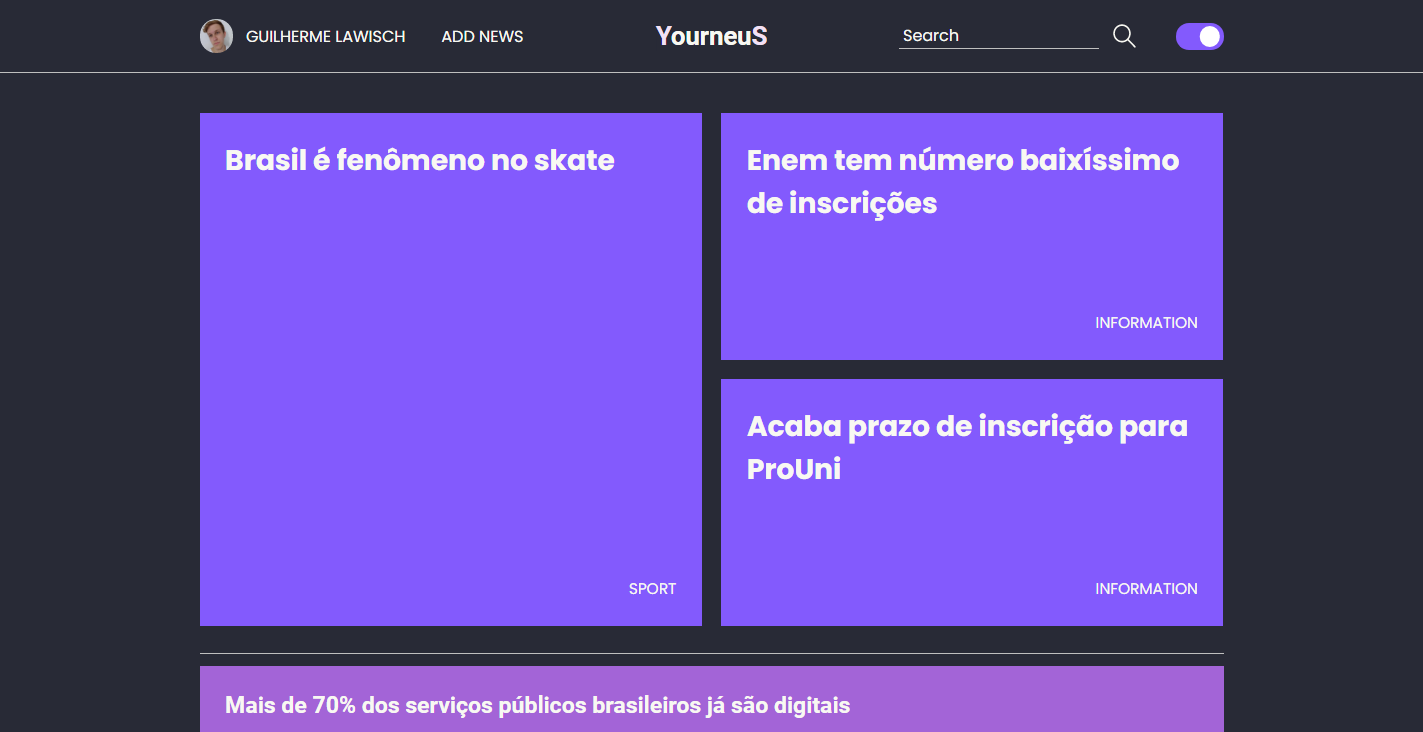 GUILHERME LAWISCH
ADD NEWS
YourneuS
Search
Brasil é fenômeno no skate
SPORT
Enem tem número baixíssimo
de inscrições
INFORMATION
Acaba prazo de inscrição para
ProUni
INFORMATION
Mais de 70% dos serviços públicos brasileiros já são digitais